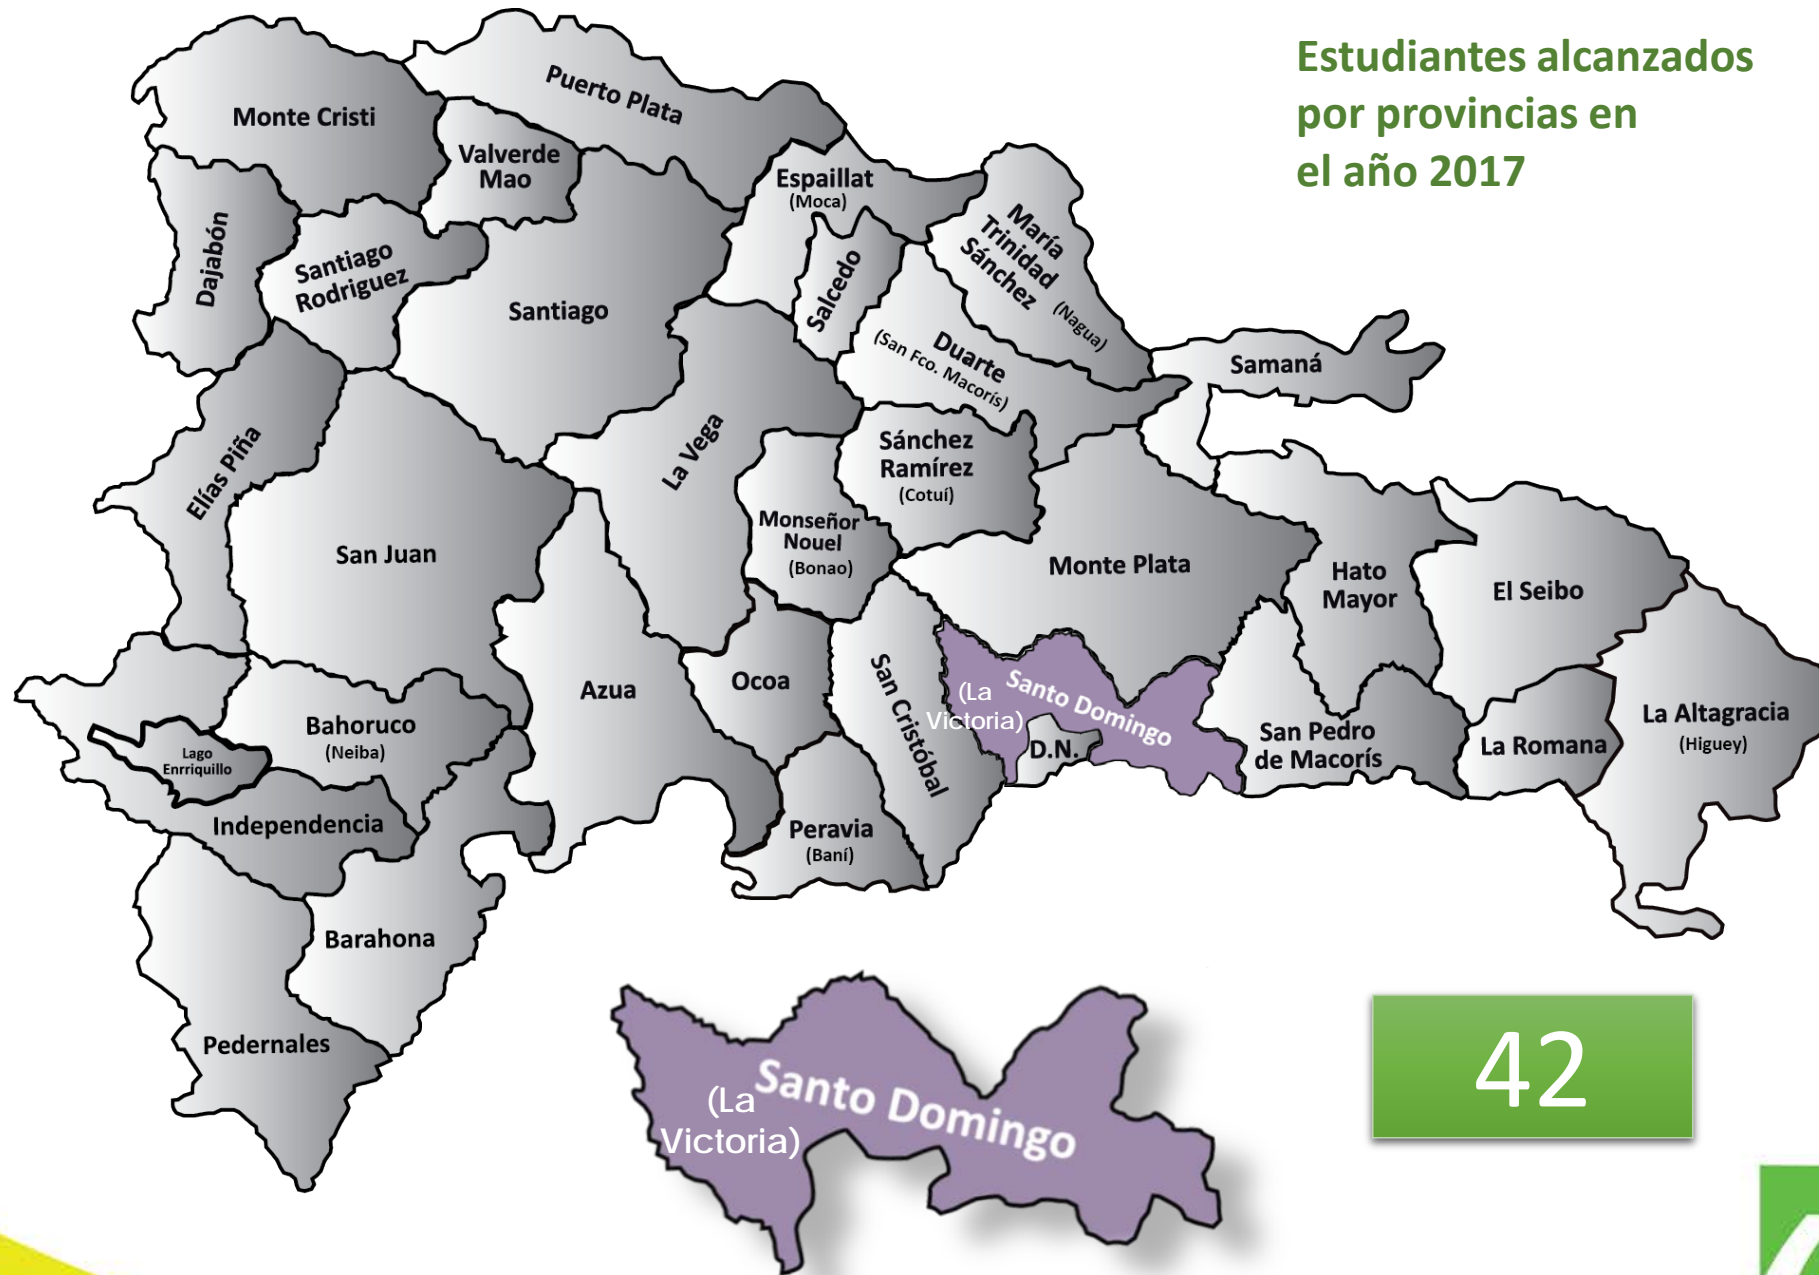 Estudiantes alcanzados
por provincias en
el año 2017
Monte Cristi
Puerto Plata
Valverde
Mao
Espaillat
(Moca)
María
Trinidad
Sánchez
(Nagua)
Dajabón
Santiago
Rodriguez
Santiago
Salcedo
Duarte
(San Fco. Macorís)
Samaná
Elías Piña
La Vega
Sánchez
Ramírez
(Cotuí)
San Juan
Monseñor
Nouel
(Bonao)
Monte Plata
Hato
Mayor
El Seibo
Azua
Ocoa
San Cristóbal
(La
Victoria)
Santo Domingo
D.N.
San Pedro
de Macorís
La Romana
La Altagracia
(Higuey)
Bahoruco
(Neiba)
Lago
Enrriquillo
Independencia
Peravia
(Baní)
Barahona
Pedernales
(La
Victoria)
Santo Domingo
42